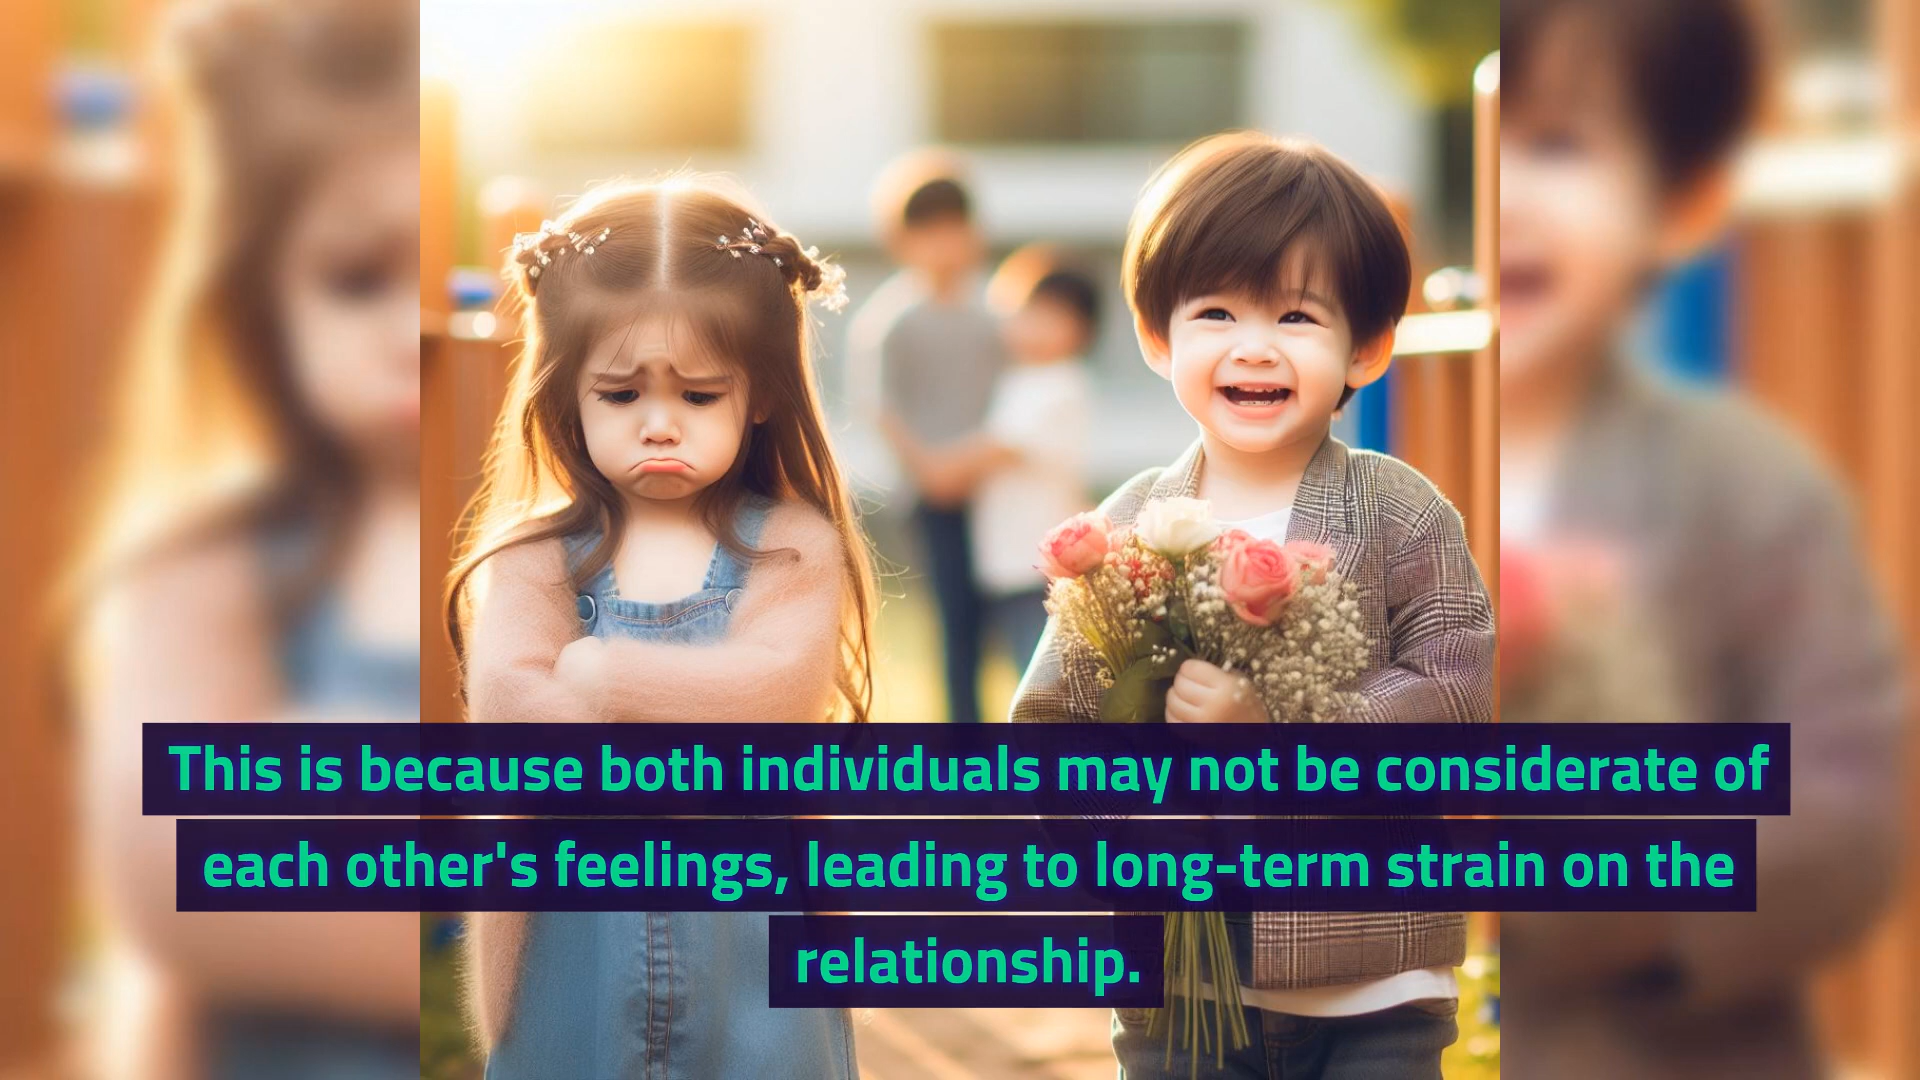 This is because both individuals may not be considerate of
each other's feelings, leading to long-term strain on the
relationship.